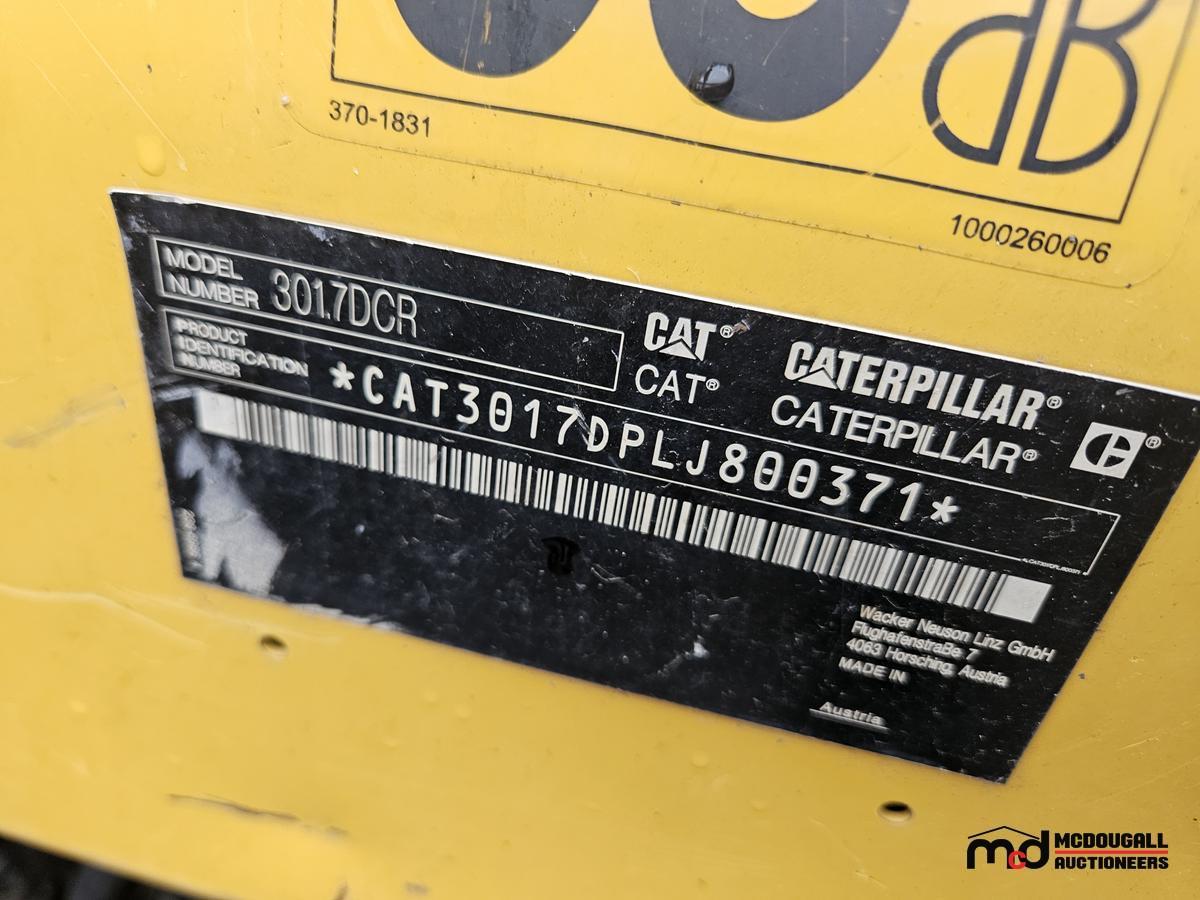 dB
370-1831
1000260006
MODEL
NUMBER 301.7DCR
CAT®
CAT®
CATERPILLAR®
CATERPILLAR®
PRODUCT
IDENTIFICATION
NUMBER
*CAT3017DPLJ800371*
Wacker Neuson Linz GmbH
Flughafenstraße 7
4063 Horsching, Austria
MADE IN
Austria
mcd MCDOUGALL
AUCTIONEERS